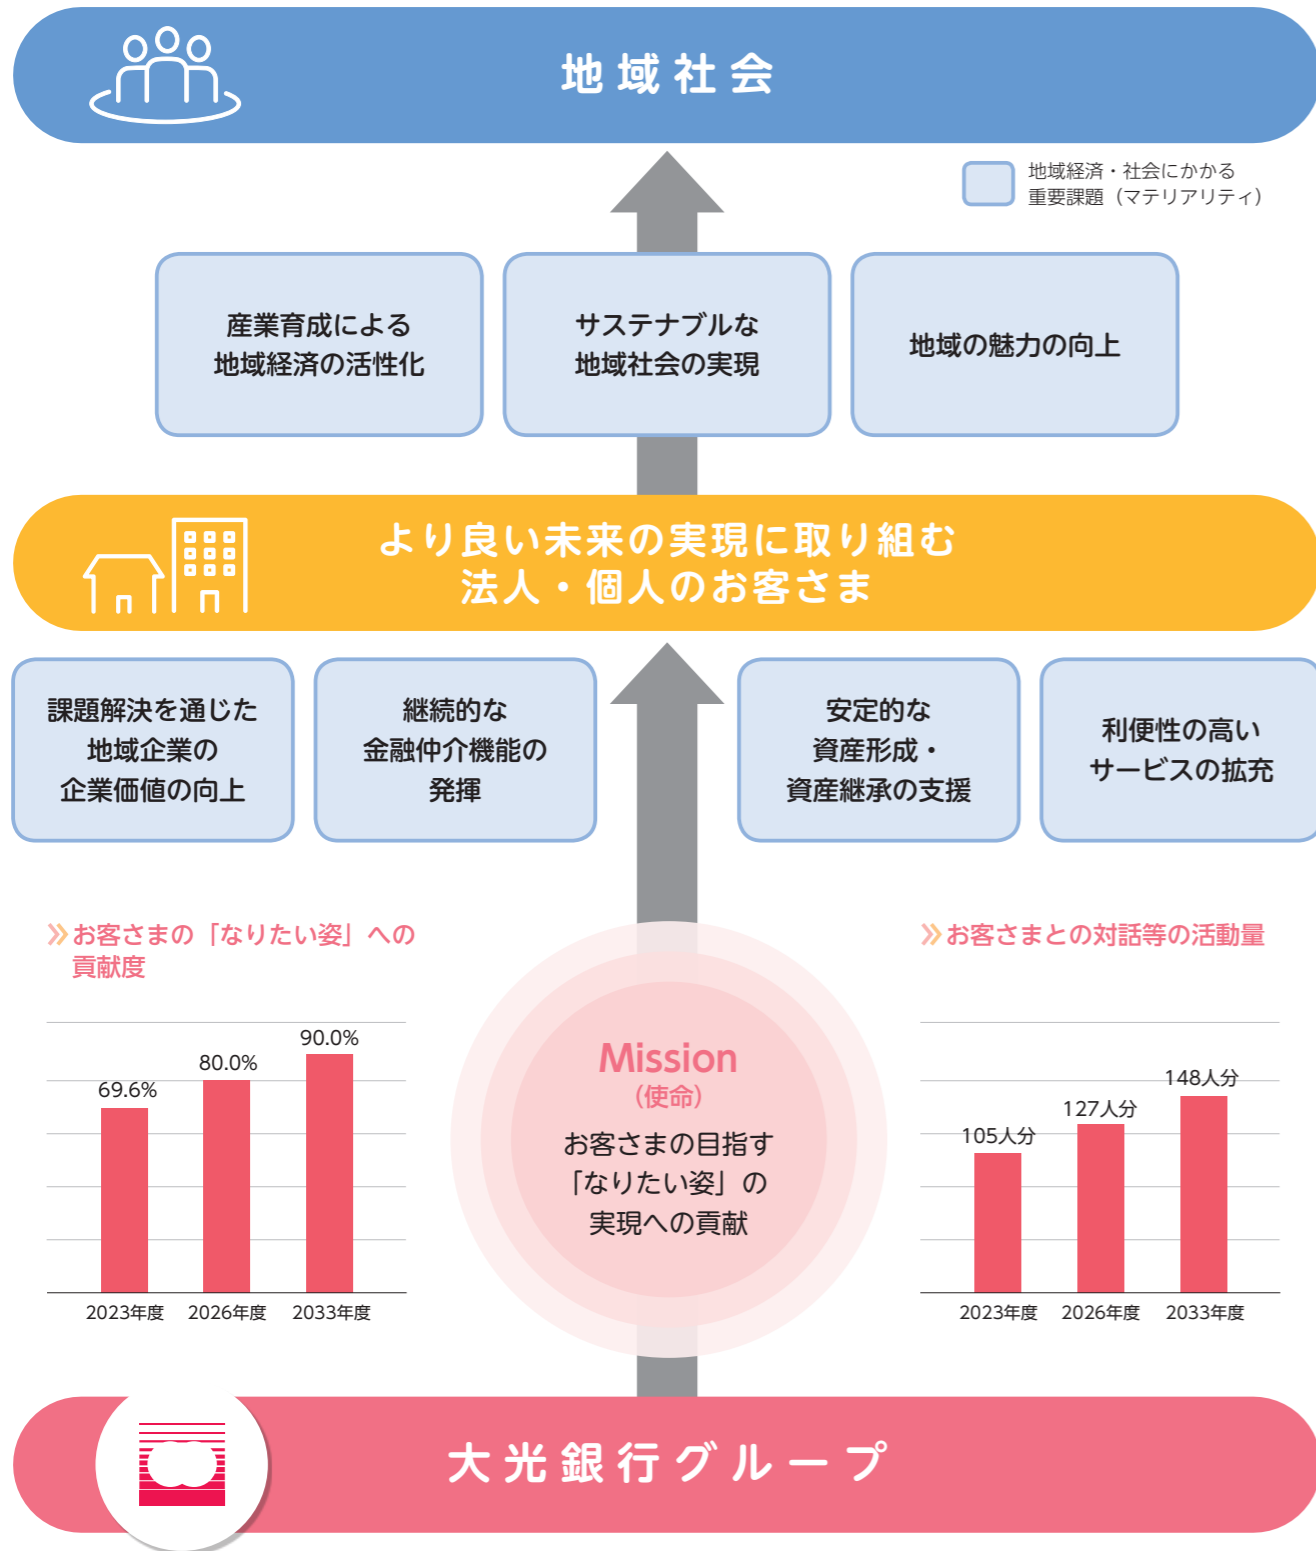 地域社会
地域経済・社会にかかる
重要課題（マテリアリティ）
産業育成による
地域経済の活性化
サステナブルな
地域社会の実現
地域の魅力の向上
より良い未来の実現に取り組む
法人・個人のお客さま
課題解決を通じた
地域企業の
企業価値の向上
継続的な
金融仲介機能の
発揮
安定的な
資産形成・
資産継承の支援
利便性の高い
サービスの拡充
お客さまの「なりたい姿」への
貢献度
69.6%
80.0%
90.0%
2023年度
2026年度
2033年度
Mission
（使命）
お客さまの目指す
「なりたい姿」の
実現への貢献
お客さまとの対話等の活動量
105人分
127人分
148人分
2023年度
2026年度
2033年度
大光銀行グループ